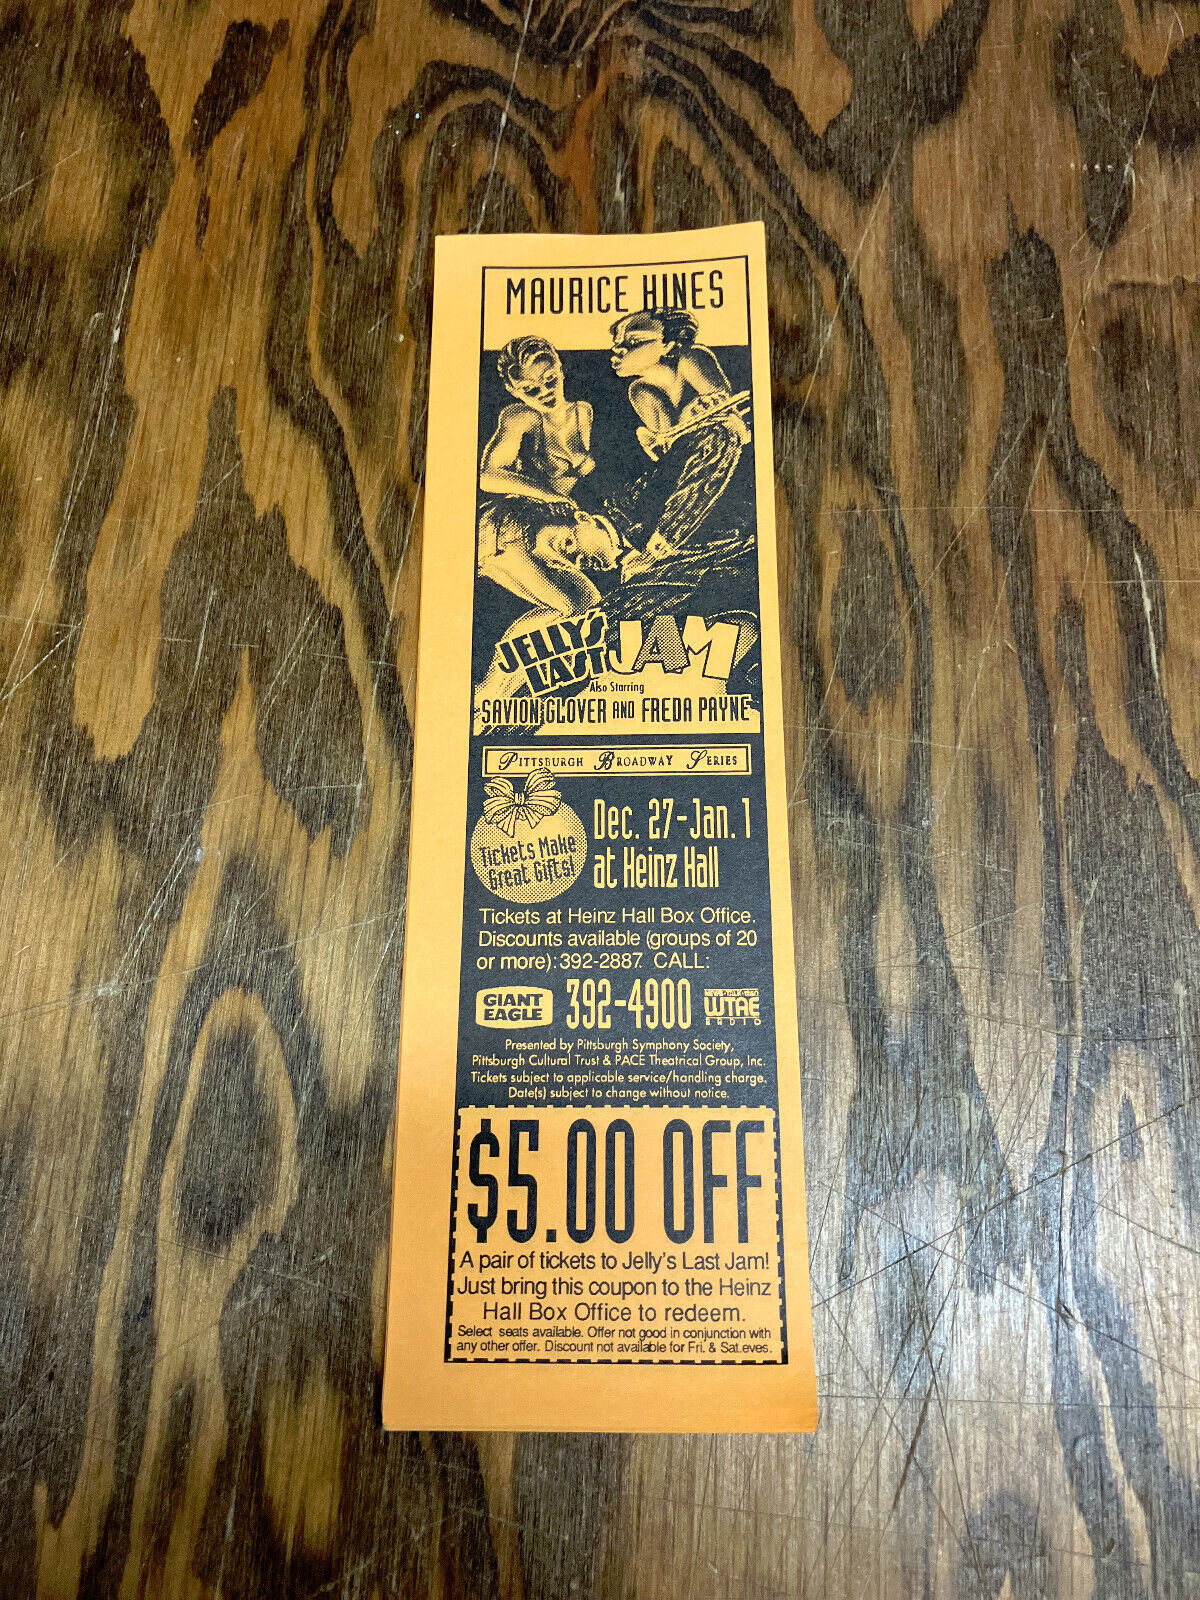 MAURICE HINES
JELLY'S
LAST JAM
Also Starring
SAVION GLOVER AND FREDA PAYNE
PITTSBURGH BROADWAY SERIES
Tickets Make
Great Gifts!
Dec. 27-Jan. 1
at Heinz Hall
Tickets at Heinz Hall Box Office.
Discounts available (groups of 20
or more):392-2887. CALL:
GIANT
EAGLE
392-4900
WTAE
RADIO
Presented by Pittsburgh Symphony Society,
Pittsburgh Cultural Trust & PACE Theatrical Group, Inc.
Tickets subject to applicable service/handling charge.
Date(s) subject to change without notice.
$5.00 OFF
A pair of tickets to Jelly's Last Jam!
Just bring this coupon to the Heinz
Hall Box Office to redeem.
Select seats available. Offer not good in conjunction with
any other offer. Discount not available for Fri. & Sat.eves.